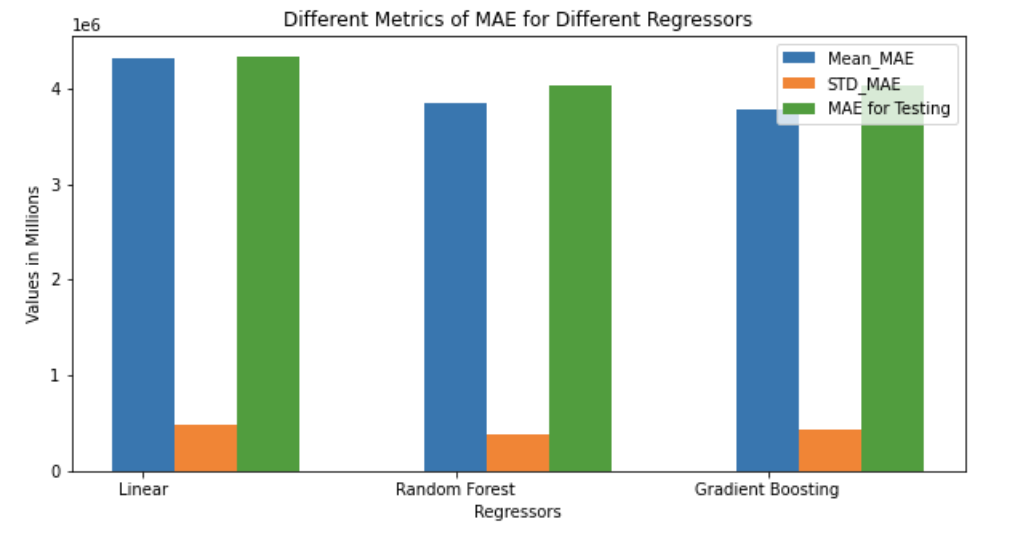 Different Metrics of MAE for Different Regressors
1e6
Mean_MAE
STD_MAE
MAE for Testing
4
3
2
1
0
Values in Millions
Linear
Random Forest
Gradient Boosting
Regressors